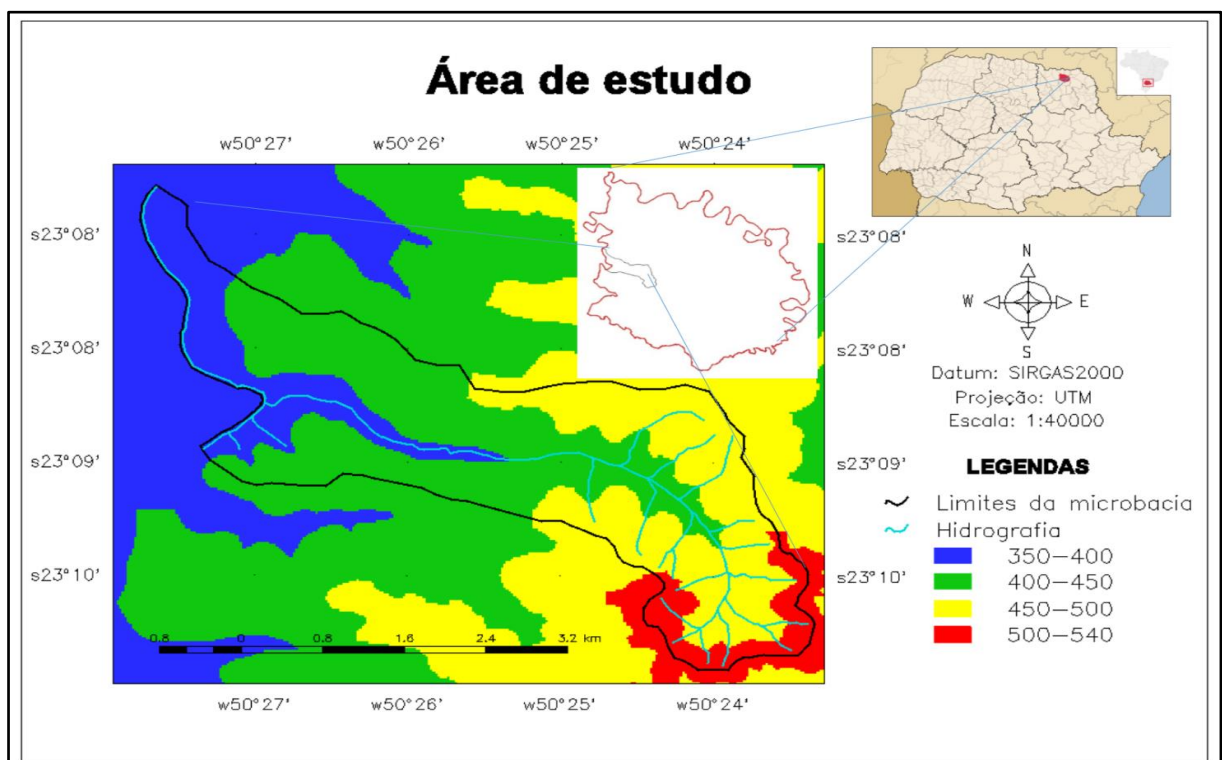 Área de estudo
w50°27' w50°26' w50°25' w50°24'
s23°08' s23°08'
s23°08' s23°08'
s23°09' s23°09'
s23°10' s23°10'
0.8 0 0.8 1.6 2.4 3.2 km
w50°27' w50°26' w50°25' w50°24'
N
W E
S
Datum: SIRGAS2000
Projeção: UTM
Escala: 1:40000
LEGENDAS
Limites da microbacia
Hidrografia
350-400
400-450
450-500
500-540